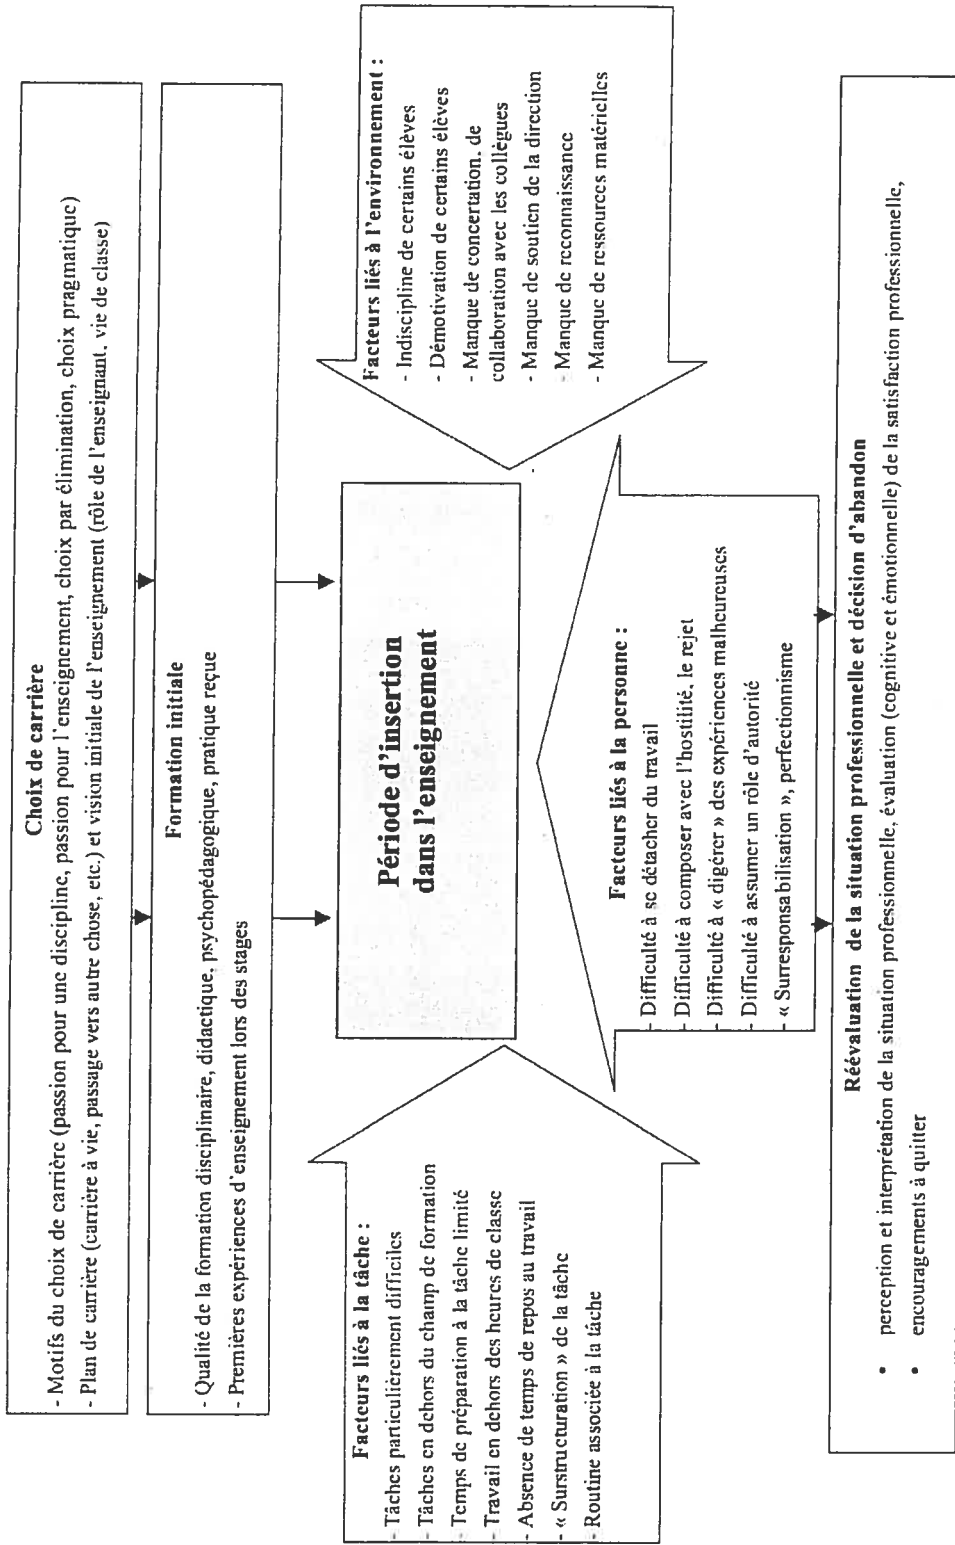 Choix de carrière
- Motifs du choix de carrière (passion pour une discipline, passion pour l'enseignement, choix par élimination, choix pragmatique)
- Plan de carrière (carrière à vie, passage vers autre chose, etc.) et vision initiale de l'enseignement (rôle de l'enseignant, vie de classe)
Formation initiale
- Qualité de la formation disciplinaire, didactique, psychopédagogique, pratique reçue
- Premières expériences d'enseignement lors des stages
Facteurs liés à la tâche :
- Tâches particulièrement difficiles
- Tâches en dehors du champ de formation
- Temps de préparation à la tâche limité
- Travail en dehors des heures de classe
- Absence de temps de repos au travail
- « Surstructuration » de la tâche
- Routine associée à la tâche
Période d'insertion
dans l'enseignement
Facteurs liés à l'environnement :
- Indiscipline de certains élèves
- Démotivation de certains élèves
- Manque de concertation, de
collaboration avec les collègues
- Manque de soutien de la direction
- Manque de reconnaissance
- Manque de ressources matérielles
Facteurs liés à la personne :
- Difficulté à se détacher du travail
- Difficulté à composer avec l'hostilité, le rejet
- Difficulté à « digérer » des expériences malheureuses
- Difficulté à assumer un rôle d'autorité
- « Surresponsabilisation », perfectionnisme
Réévaluation de la situation professionnelle et décision d'abandon
• perception et interprétation de la situation professionnelle, évaluation (cognitive et émotionnelle) de la satisfaction professionnelle,
• encouragements à quitter